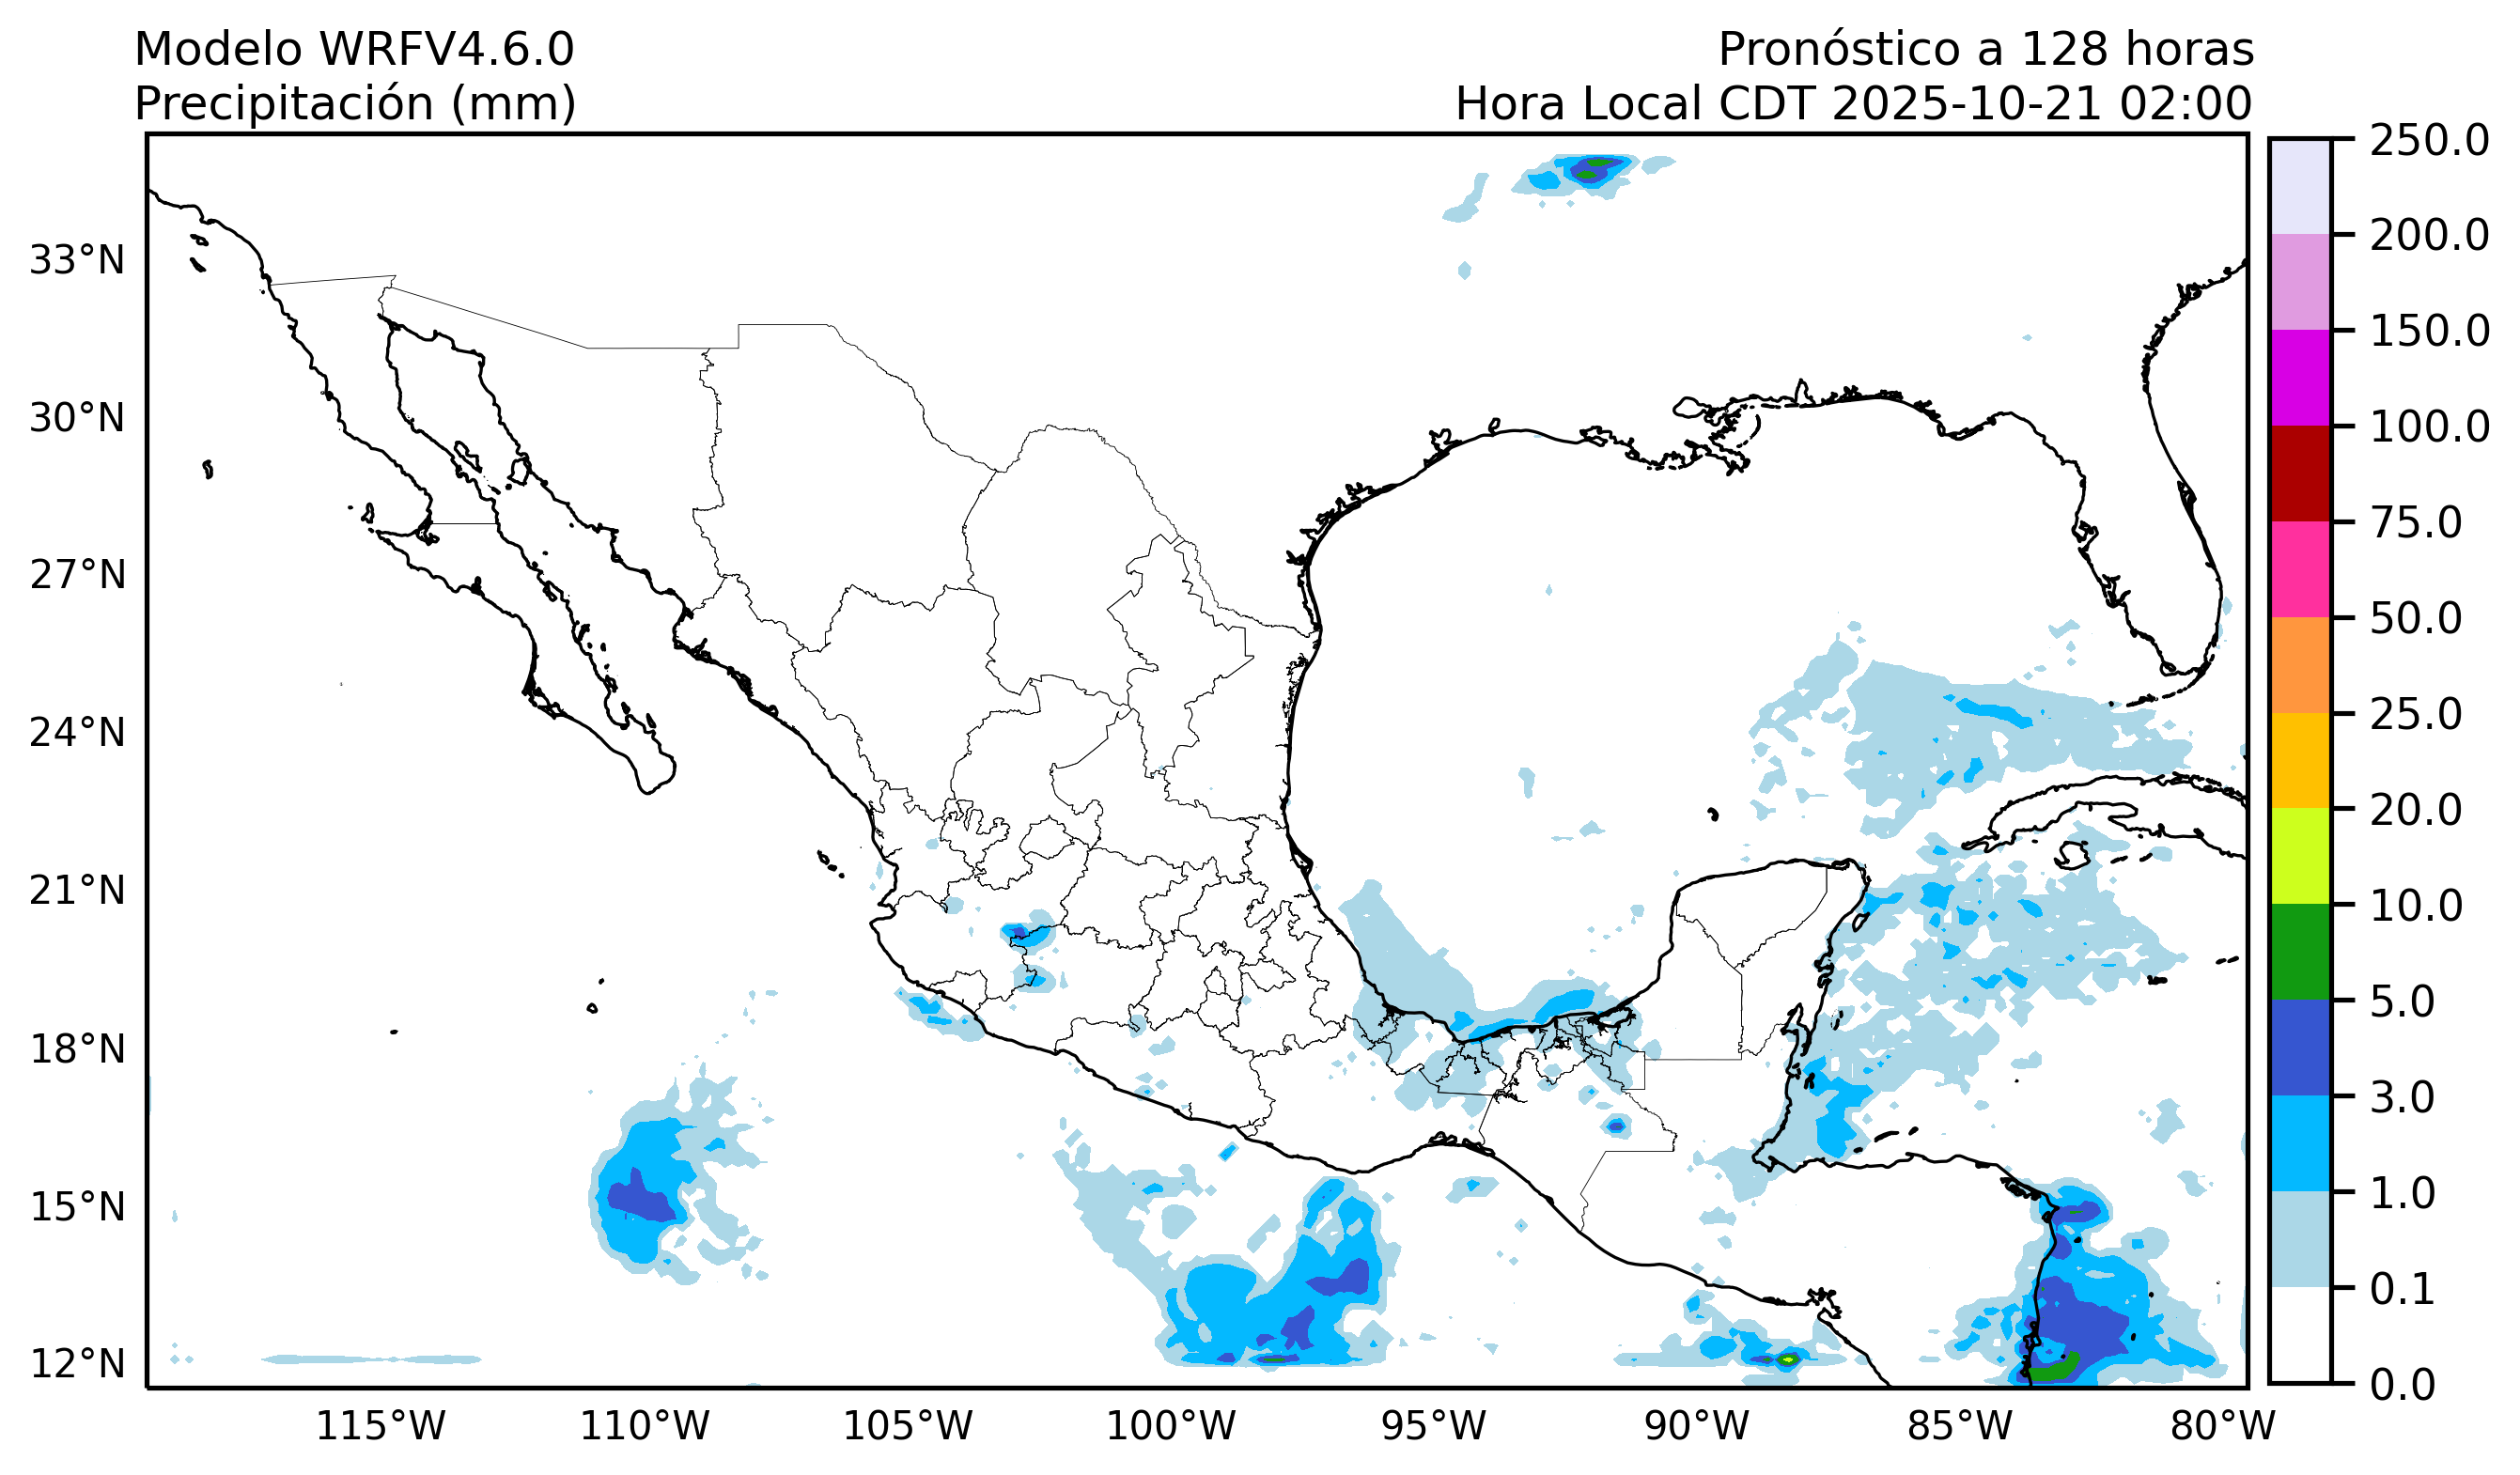 Modelo WRFV4.6.0
Precipitación (mm)
Pronóstico a 128 horas
Hora Local CDT 2025-10-21 02:00
33°N
30°N
27°N
24°N
21°N
18°N
15°N
12°N
115°W
110°W
105°W
100°W
95°W
90°W
85°W
80°W
250.0
200.0
150.0
100.0
75.0
50.0
25.0
20.0
10.0
5.0
3.0
1.0
0.1
0.0